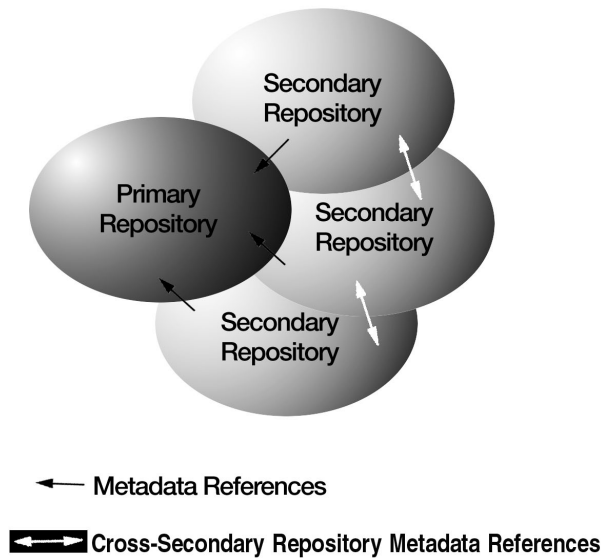 Secondary
Repository
Primary
Repository
Secondary
Repository
Secondary
Repository
Metadata References
Cross-Secondary Repository Metadata References